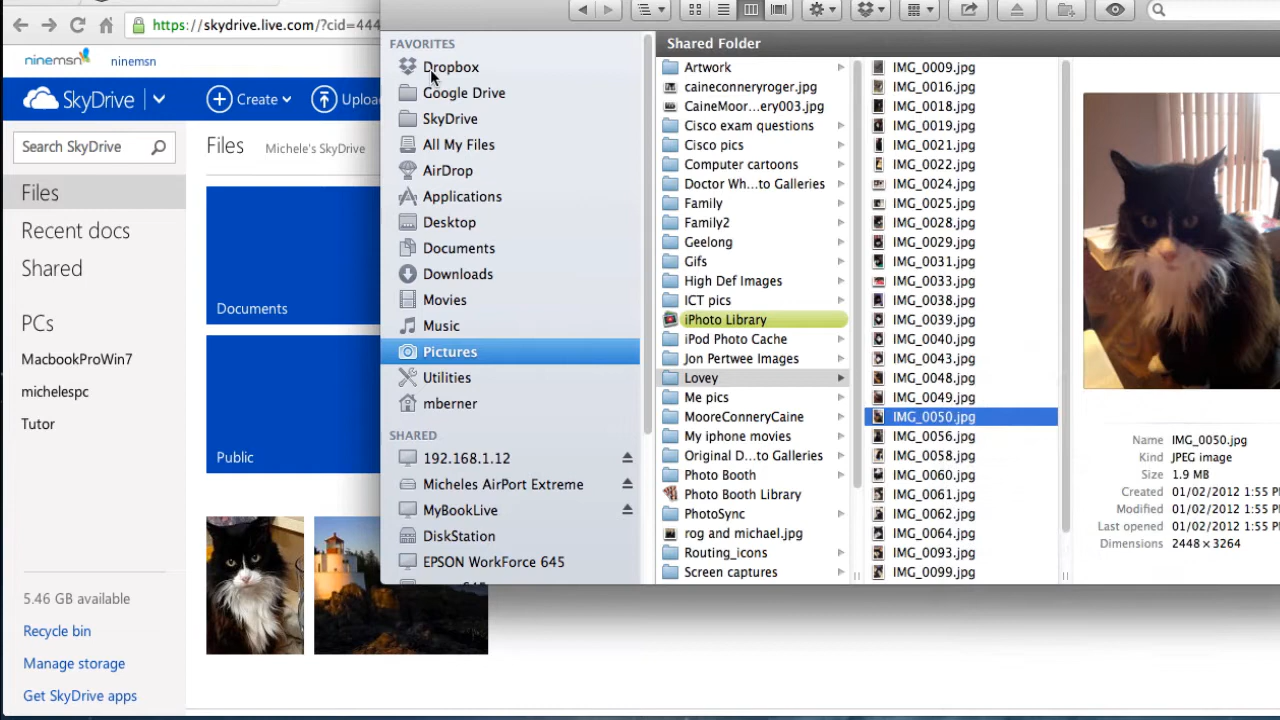 https://skydrive.live.com/?cid=444
ninemsn
ninemsn
SkyDrive
Create
Uploa
Search SkyDrive
Files
Michele's SkyDrive
Files
Recent docs
Shared
PCs
MacbookProWin7
michelespc
Tutor
Documents
Public
5.46 GB available
Recycle bin
Manage storage
Get SkyDrive apps
FAVORITES
Dropbox
Google Drive
SkyDrive
All My Files
AirDrop
Applications
Desktop
Documents
Downloads
Movies
Music
Pictures
Utilities
mberner
SHARED
192.168.1.12
Micheles AirPort Extreme
MyBookLive
DiskStation
EPSON WorkForce 645
Shared Folder
Artwork
caineconneryroger.jpg
CaineMoor...ery003.jpg
Cisco exam questions
Cisco pics
Computer cartoons
Doctor Wh...to Galleries
Family
Family2
Geelong
Gifs
High Def Images
ICT pics
iPhoto Library
iPod Photo Cache
Jon Pertwee Images
Lovey
Me pics
MooreConneryCaine
My iphone movies
Original D...to Galleries
Photo Booth
Photo Booth Library
PhotoSync
rog and michael.jpg
Routing_icons
Screen captures
IMG_0009.jpg
IMG_0016.jpg
IMG_0018.jpg
IMG_0019.jpg
IMG_0021.jpg
IMG_0022.jpg
IMG_0024.jpg
IMG_0025.jpg
IMG_0028.jpg
IMG_0029.jpg
IMG_0031.jpg
IMG_0033.jpg
IMG_0038.jpg
IMG_0039.jpg
IMG_0040.jpg
IMG_0043.jpg
IMG_0048.jpg
IMG_0049.jpg
IMG_0050.jpg
IMG_0056.jpg
IMG_0058.jpg
IMG_0060.jpg
IMG_0061.jpg
IMG_0062.jpg
IMG_0064.jpg
IMG_0093.jpg
IMG_0099.jpg
Name IMG_0050.jpg
Kind JPEG image
Size 1.9 MB
Created 01/02/2012 1:55 P
Modified 01/02/2012 1:55 P
Last opened 01/02/2012 1:55 P
Dimensions 2448 × 3264